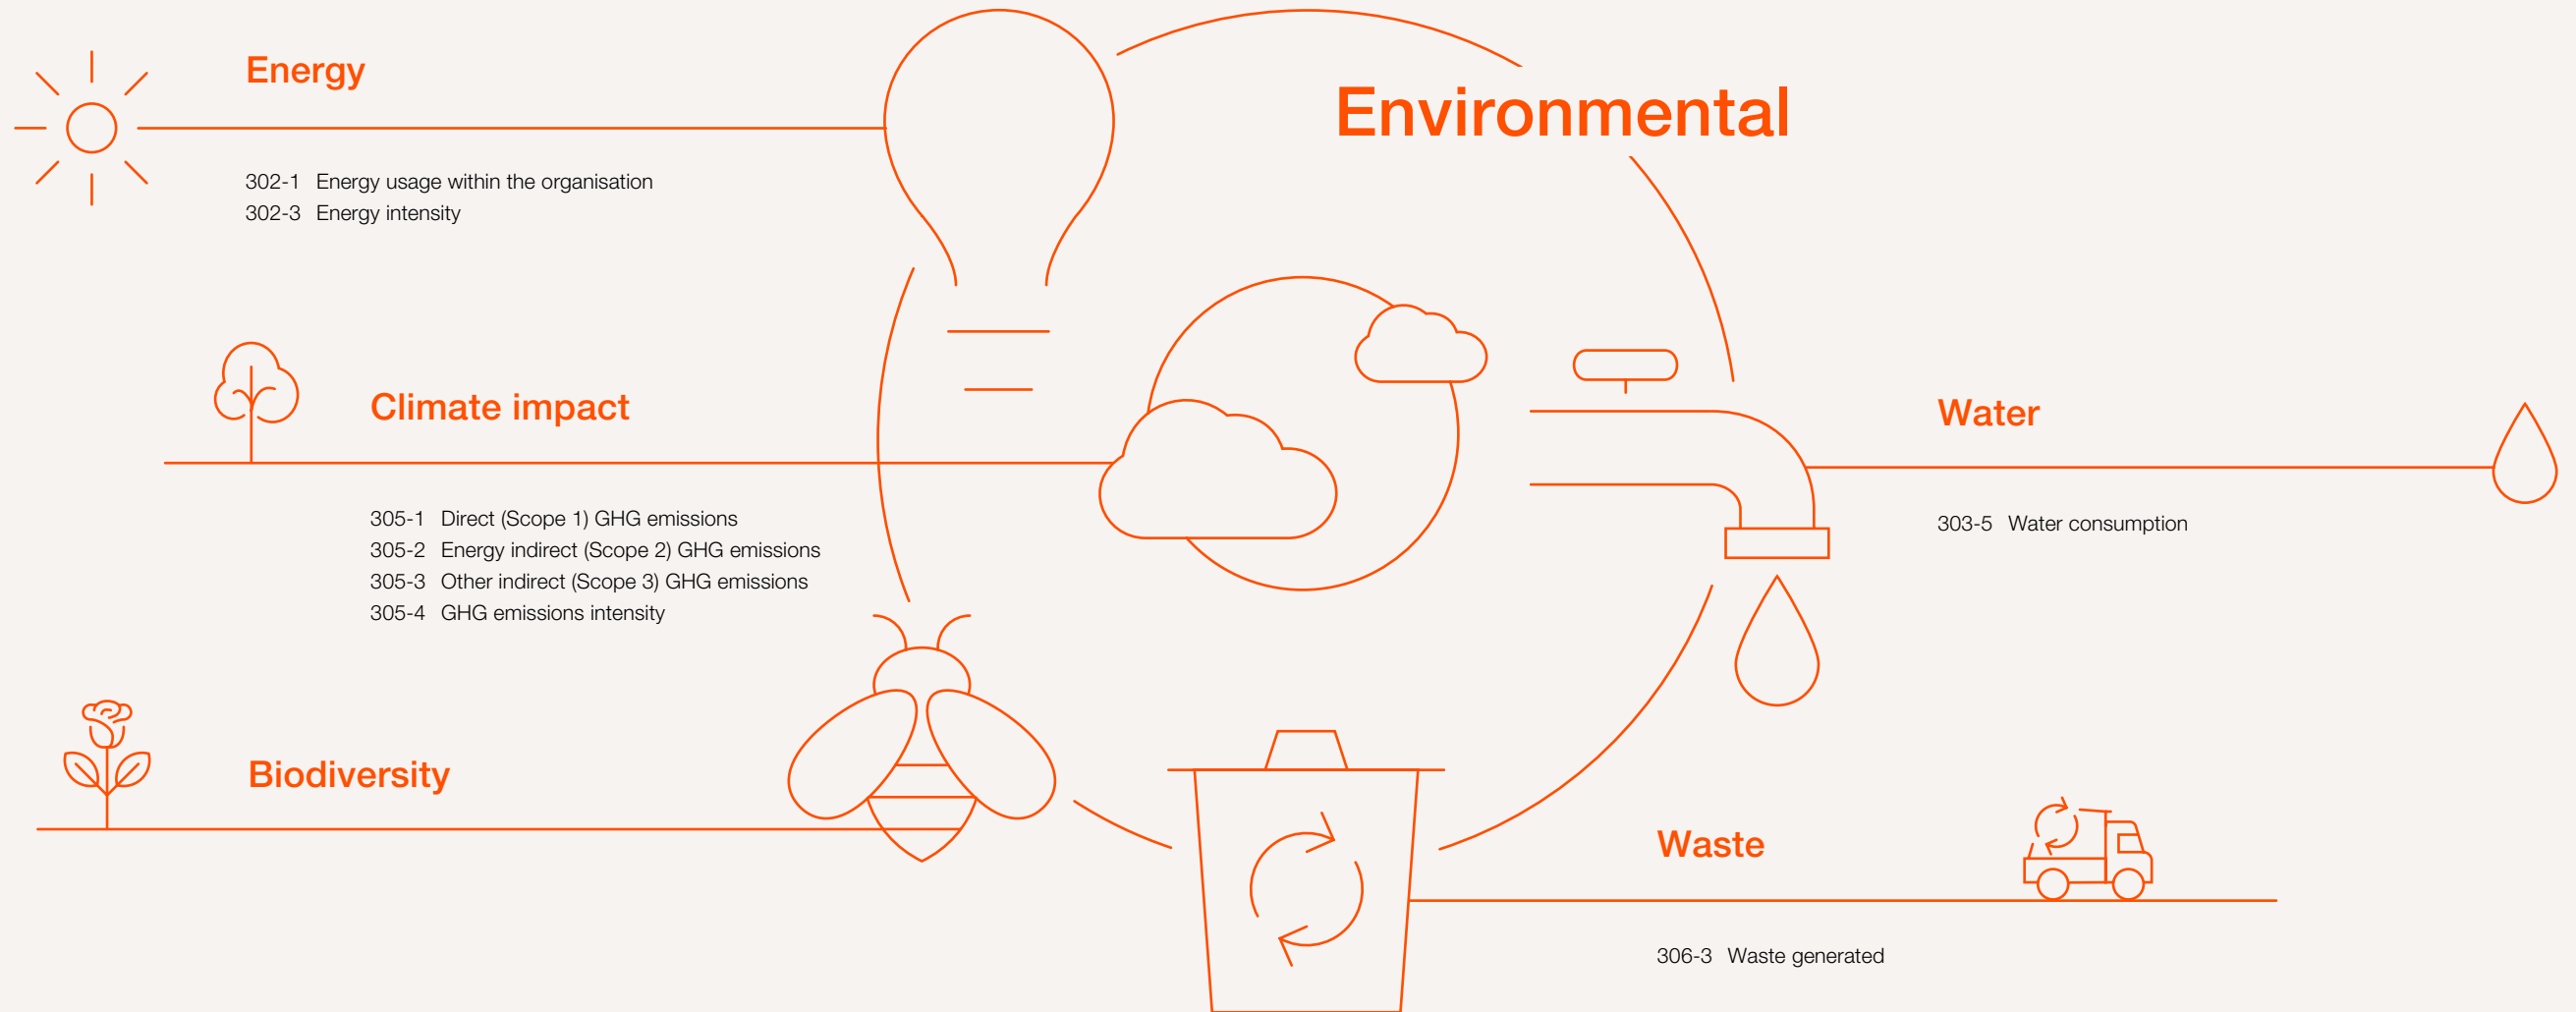 Environmental
Energy
302-1 Energy usage within the organisation
302-3 Energy intensity
Climate impact
305-1 Direct (Scope 1) GHG emissions
305-2 Energy indirect (Scope 2) GHG emissions
305-3 Other indirect (Scope 3) GHG emissions
305-4 GHG emissions intensity
Biodiversity
Water
303-5 Water consumption
Waste
306-3 Waste generated